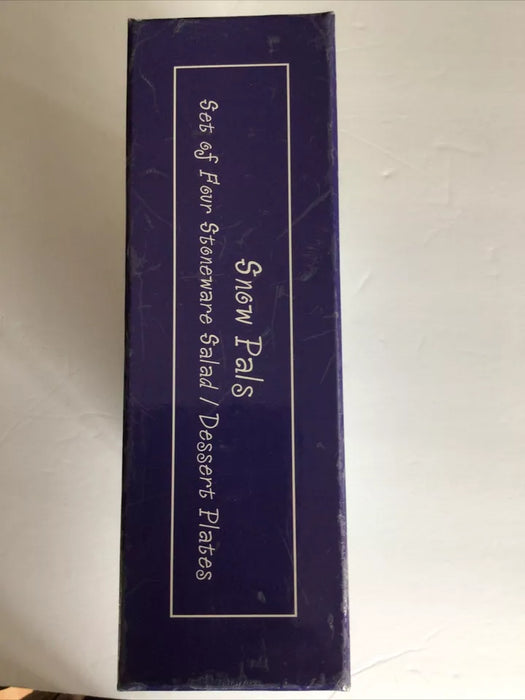 Snow Pals
Set of Four Stoneware Salad / Dessert Plates